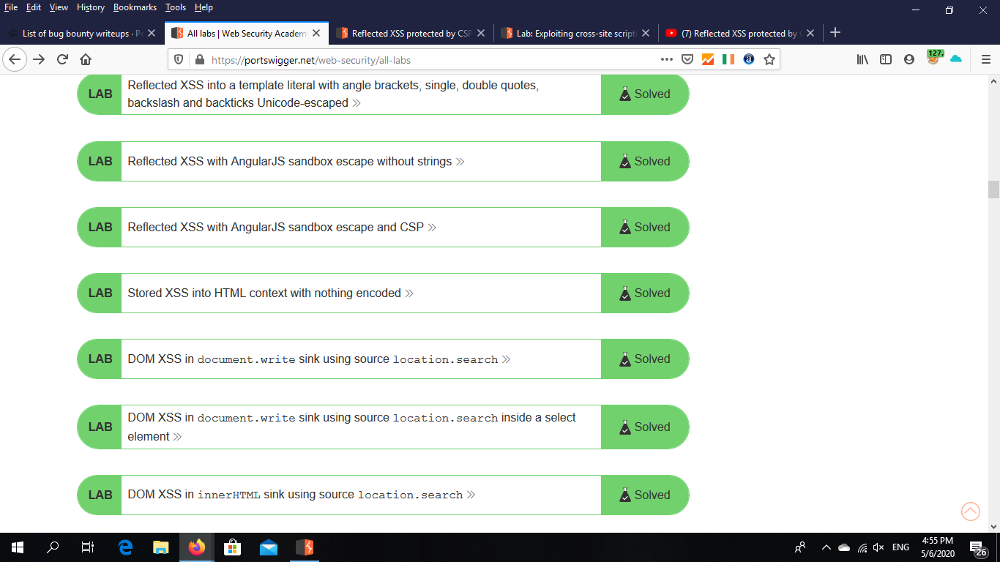 File Edit View History Bookmarks Tools Help
List of bug bounty writeups · Pe
All labs | Web Security Academy
Reflected XSS protected by CSP
Lab: Exploiting cross-site scripti
(7) Reflected XSS protected by C
https://portswigger.net/web-security/all-labs
127.
LAB
Reflected XSS into a template literal with angle brackets, single, double quotes,
backslash and backticks Unicode-escaped »
Solved
LAB
Reflected XSS with AngularJS sandbox escape without strings »
Solved
LAB
Reflected XSS with AngularJS sandbox escape and CSP »
Solved
LAB
Stored XSS into HTML context with nothing encoded »
Solved
LAB
DOM XSS in document.write sink using source location.search »
Solved
LAB
DOM XSS in document.write sink using source location.search inside a select
element »
Solved
LAB
DOM XSS in innerHTML sink using source location.search »
Solved
ENG
4:55 PM
5/6/2020
26